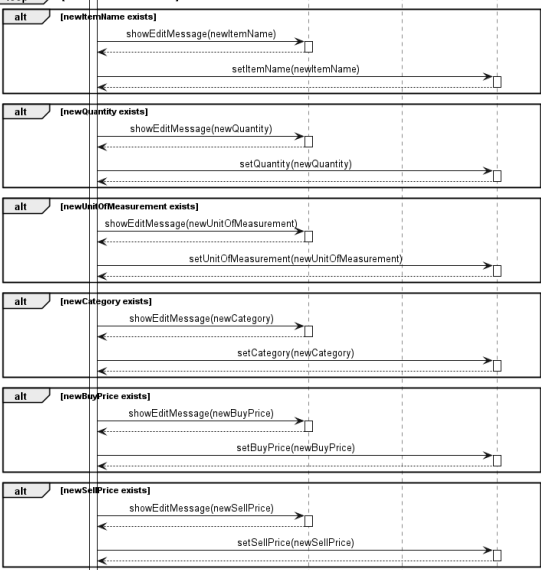 alt [newItemName exists]
showEditMessage(newItemName)
setItemName(newItemName)
alt [newQuantity exists]
showEditMessage(newQuantity)
setQuantity(newQuantity)
alt [newUnitOfMeasurement exists]
showEditMessage(newUnitOfMeasurement)
setUnitOfMeasurement(newUnitOfMeasurement)
alt [newCategory exists]
showEditMessage(newCategory)
setCategory(newCategory)
alt [newBuyPrice exists]
showEditMessage(newBuyPrice)
setBuyPrice(newBuyPrice)
alt [newSellPrice exists]
showEditMessage(newSellPrice)
setSellPrice(newSellPrice)